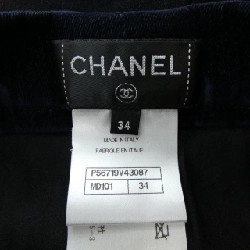 CHANEL
34
MADE IN ITALY
FABRIQUE EN ITALIE
P56719V43087
MD101 34